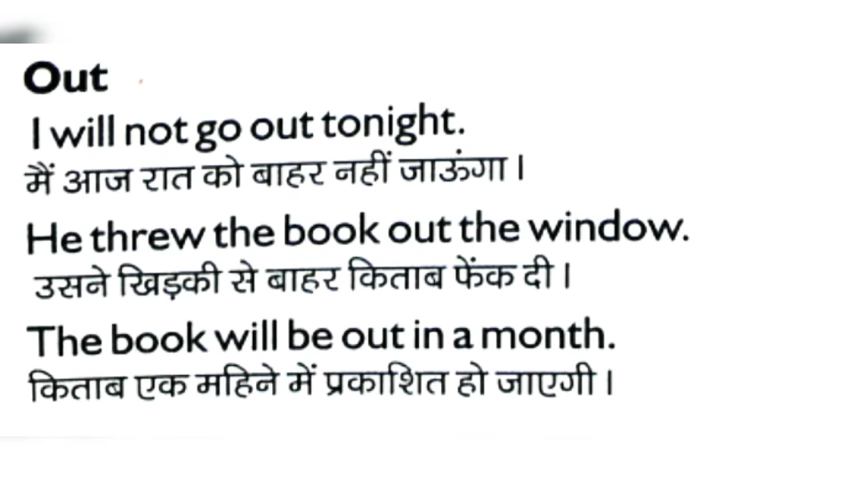 Out
I will not go out tonight.
मैं आज रात को बाहर नहीं जाऊंगा ।
He threw the book out the window.
उसने खिड़की से बाहर किताब फेंक दी ।
The book will be out in a month.
किताब एक महिने में प्रकाशित हो जाएगी ।